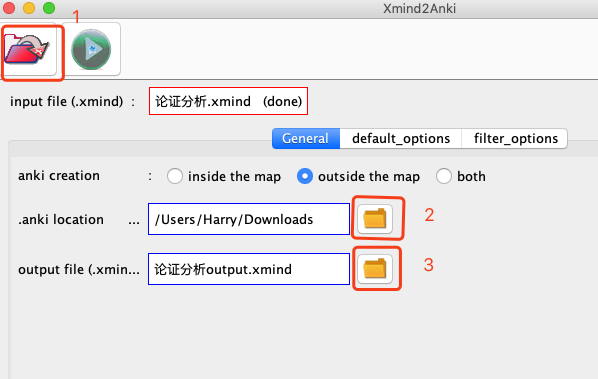 Xmind2Anki
1
input file (.xmind) : 论证分析.xmind (done)
General default_options filter_options
anki creation : inside the map outside the map both
.anki location ... /Users/Harry/Downloads 2
output file (.xmin... 论证分析output.xmind 3